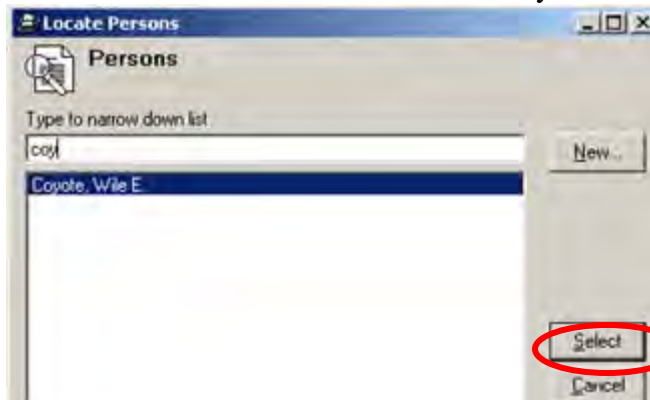 Locate Persons
Persons
Type to narrow down list
coy
New...
Coyote, Wile E.
Select
Cancel